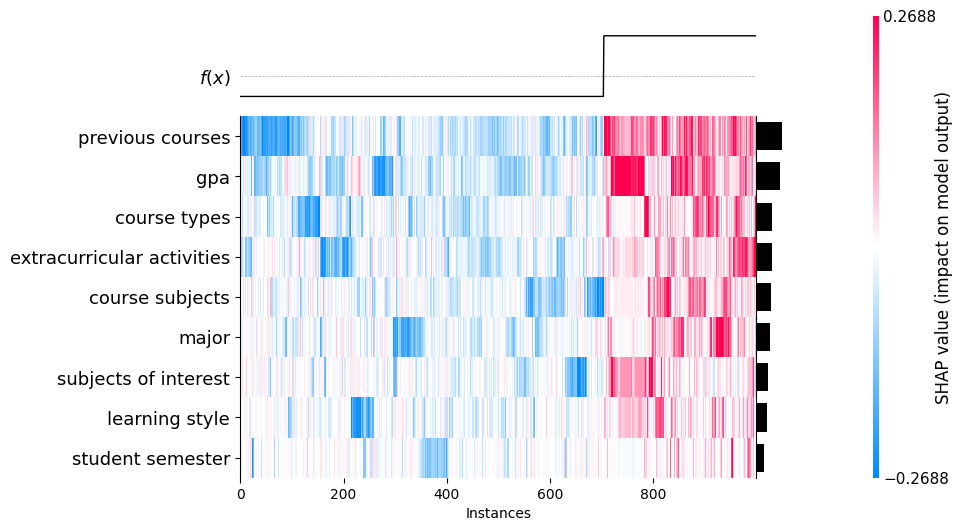 0.2688
f(x)
previous courses
gpa
course types
extracurricular activities
course subjects
major
subjects of interest
learning style
student semester
SHAP value (impact on model output)
−0.2688
0 200 400 600 800
Instances